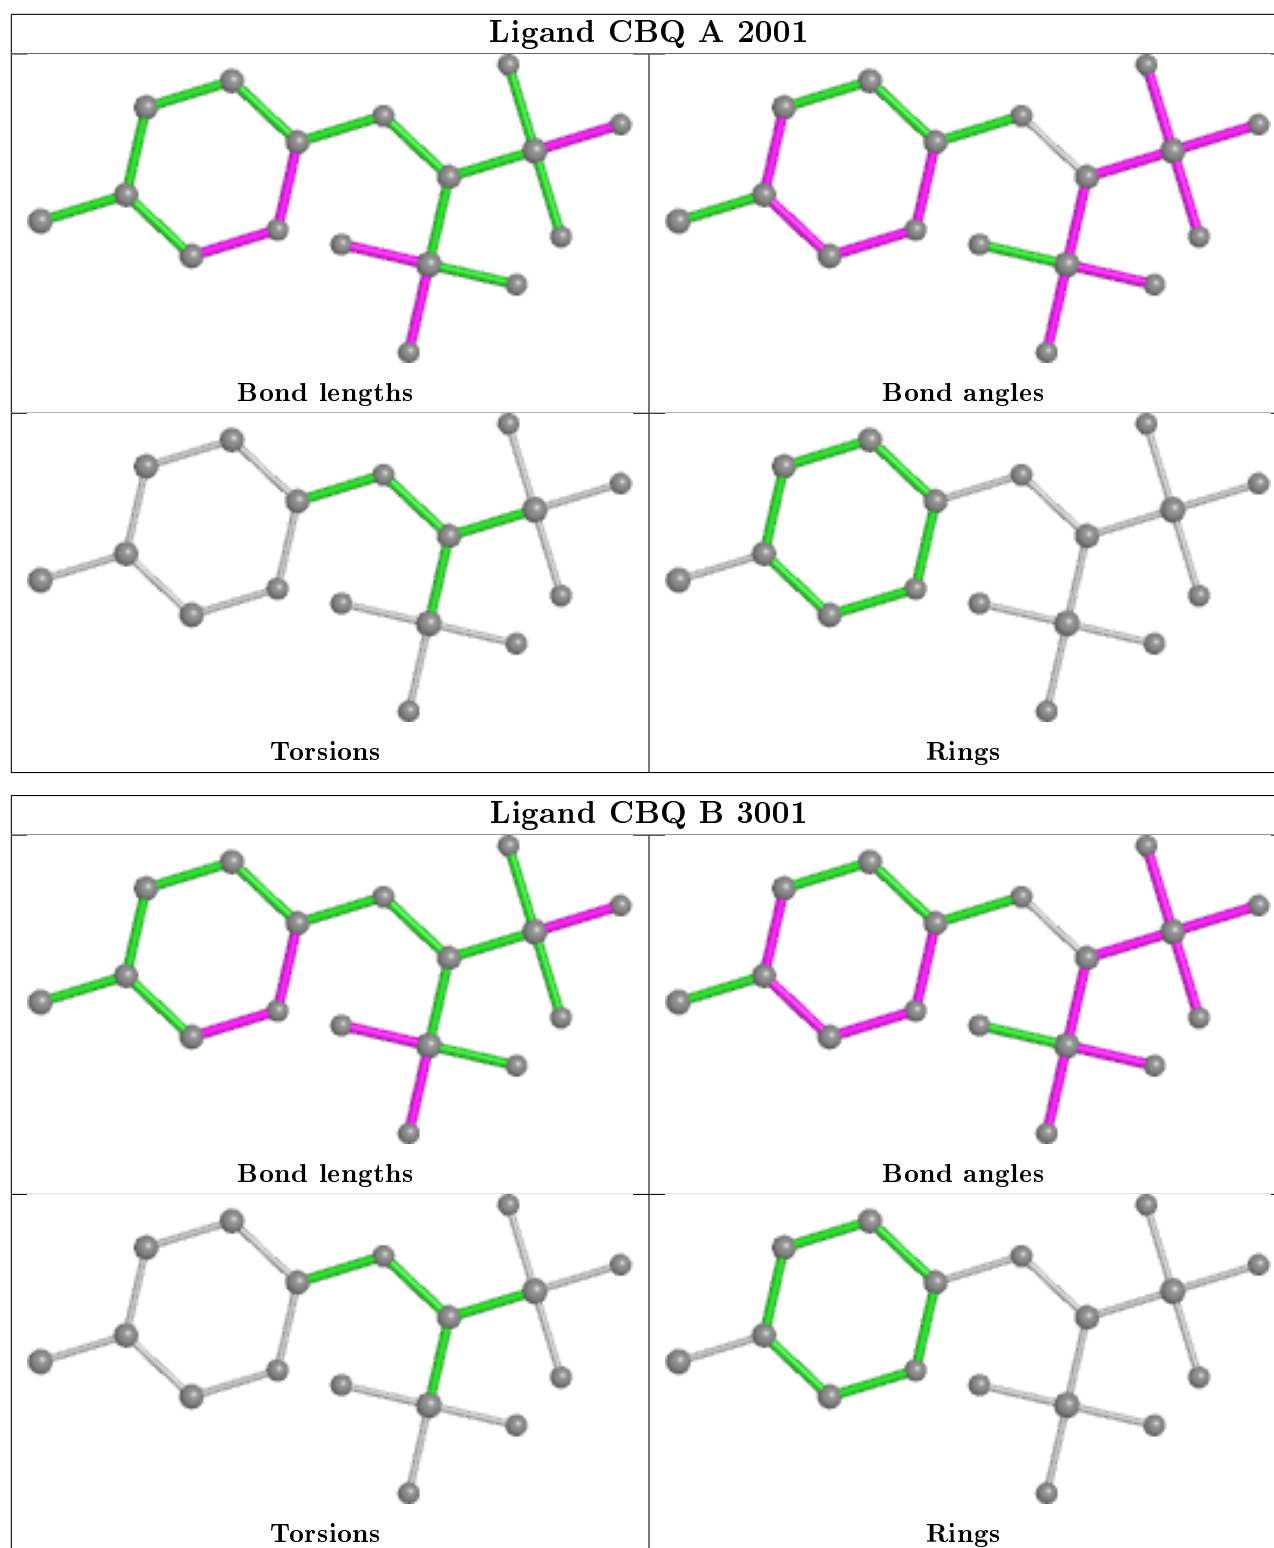 Ligand CBQ A 2001
Bond lengths
Bond angles
Torsions
Rings
Ligand CBQ B 3001
Bond lengths
Bond angles
Torsions
Rings